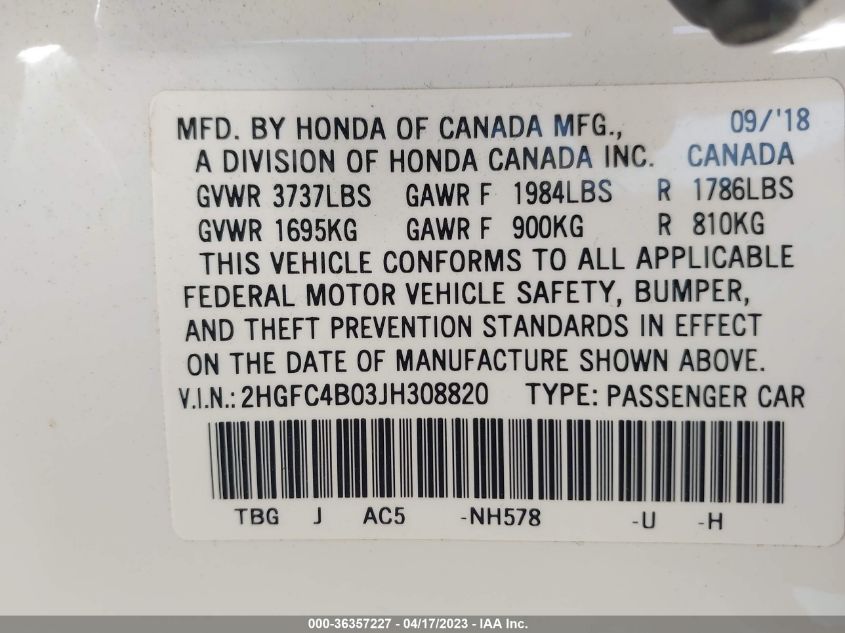 MFD. BY HONDA OF CANADA MFG., 09/'18
A DIVISION OF HONDA CANADA INC. CANADA
GVWR 3737LBS GAWR F 1984LBS R 1786LBS
GVWR 1695KG GAWR F 900KG R 810KG
THIS VEHICLE CONFORMS TO ALL APPLICABLE
FEDERAL MOTOR VEHICLE SAFETY, BUMPER,
AND THEFT PREVENTION STANDARDS IN EFFECT
ON THE DATE OF MANUFACTURE SHOWN ABOVE.
V.I.N.: 2HGFC4B03JH308820 TYPE: PASSENGER CAR
TBG J AC5 -NH578 -U -H
000-36357227 - 04/17/2023 - IAA Inc.